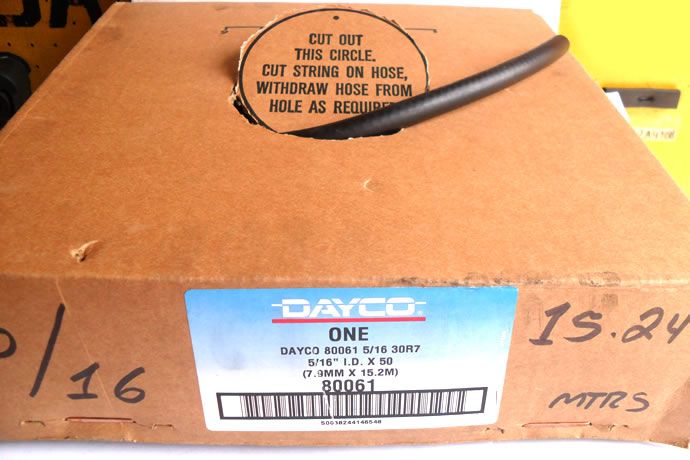 CUT OUT
THIS CIRCLE.
CUT STRING ON HOSE,
WITHDRAW HOSE FROM
HOLE AS REQUIRED
DAYCO
ONE
DAYCO 80061 5/16 30R7
5/16" I.D. X 50
(7.9MM X 15.2M)
80061
/16
15.24
MTRS